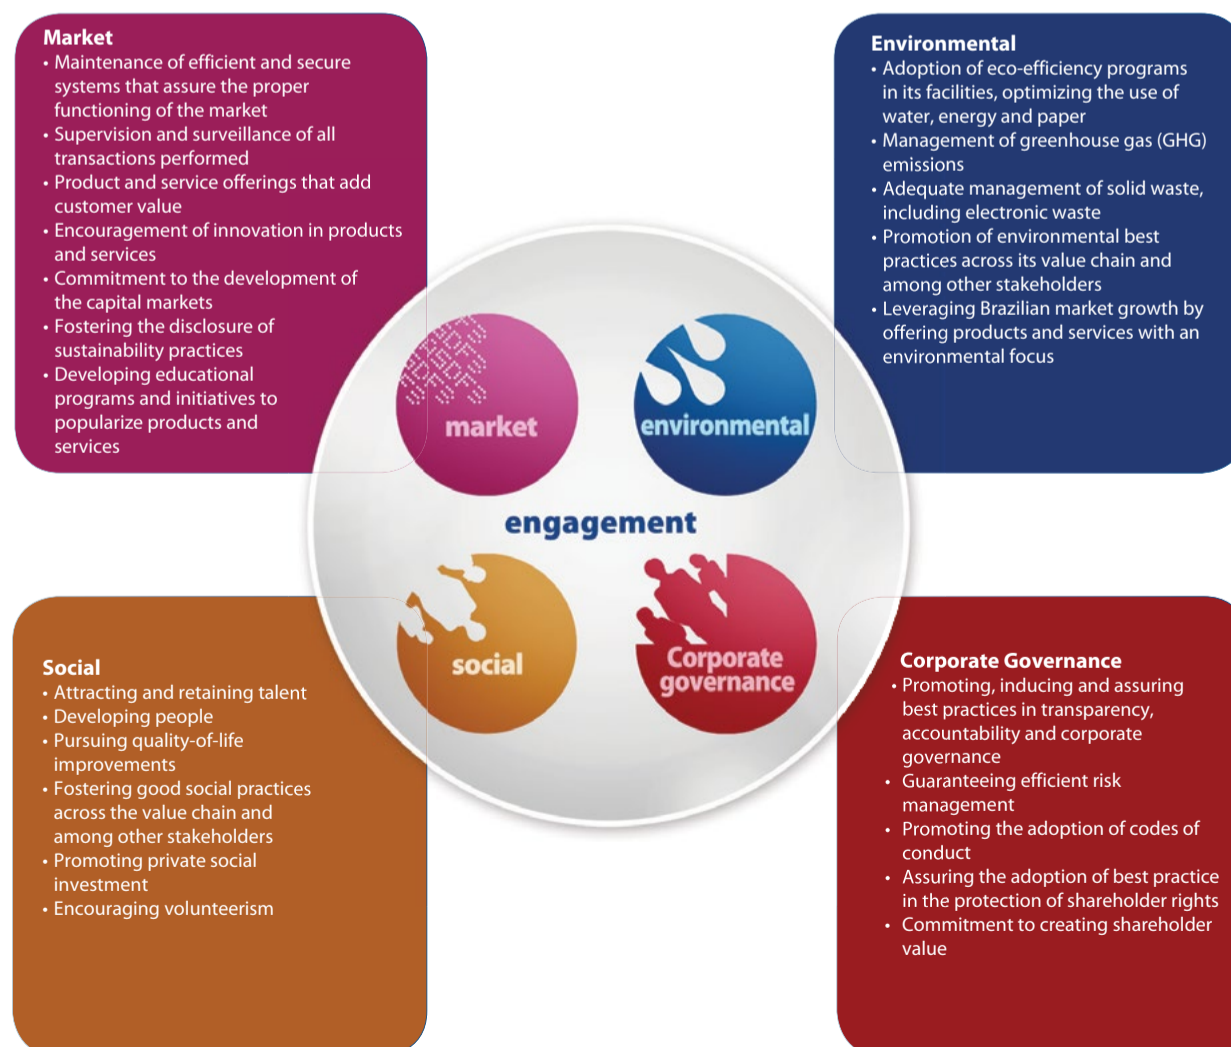 Market
• Maintenance of efficient and secure
systems that assure the proper
functioning of the market
• Supervision and surveillance of all
transactions performed
• Product and service offerings that add
customer value
• Encouragement of innovation in products
and services
• Commitment to the development of
the capital markets
• Fostering the disclosure of
sustainability practices
• Developing educational
programs and initiatives to
popularize products and
services
Environmental
• Adoption of eco-efficiency programs
in its facilities, optimizing the use of
water, energy and paper
• Management of greenhouse gas (GHG)
emissions
• Adequate management of solid waste,
including electronic waste
• Promotion of environmental best
practices across its value chain and
among other stakeholders
• Leveraging Brazilian market growth by
offering products and services with an
environmental focus
market
environmental
engagement
social
Corporate
governance
Social
• Attracting and retaining talent
• Developing people
• Pursuing quality-of-life
improvements
• Fostering good social practices
across the value chain and
among other stakeholders
• Promoting private social
investment
• Encouraging volunteerism
Corporate Governance
• Promoting, inducing and assuring
best practices in transparency,
accountability and corporate
governance
• Guaranteeing efficient risk
management
• Promoting the adoption of codes of
conduct
• Assuring the adoption of best practice
in the protection of shareholder rights
• Commitment to creating shareholder
value